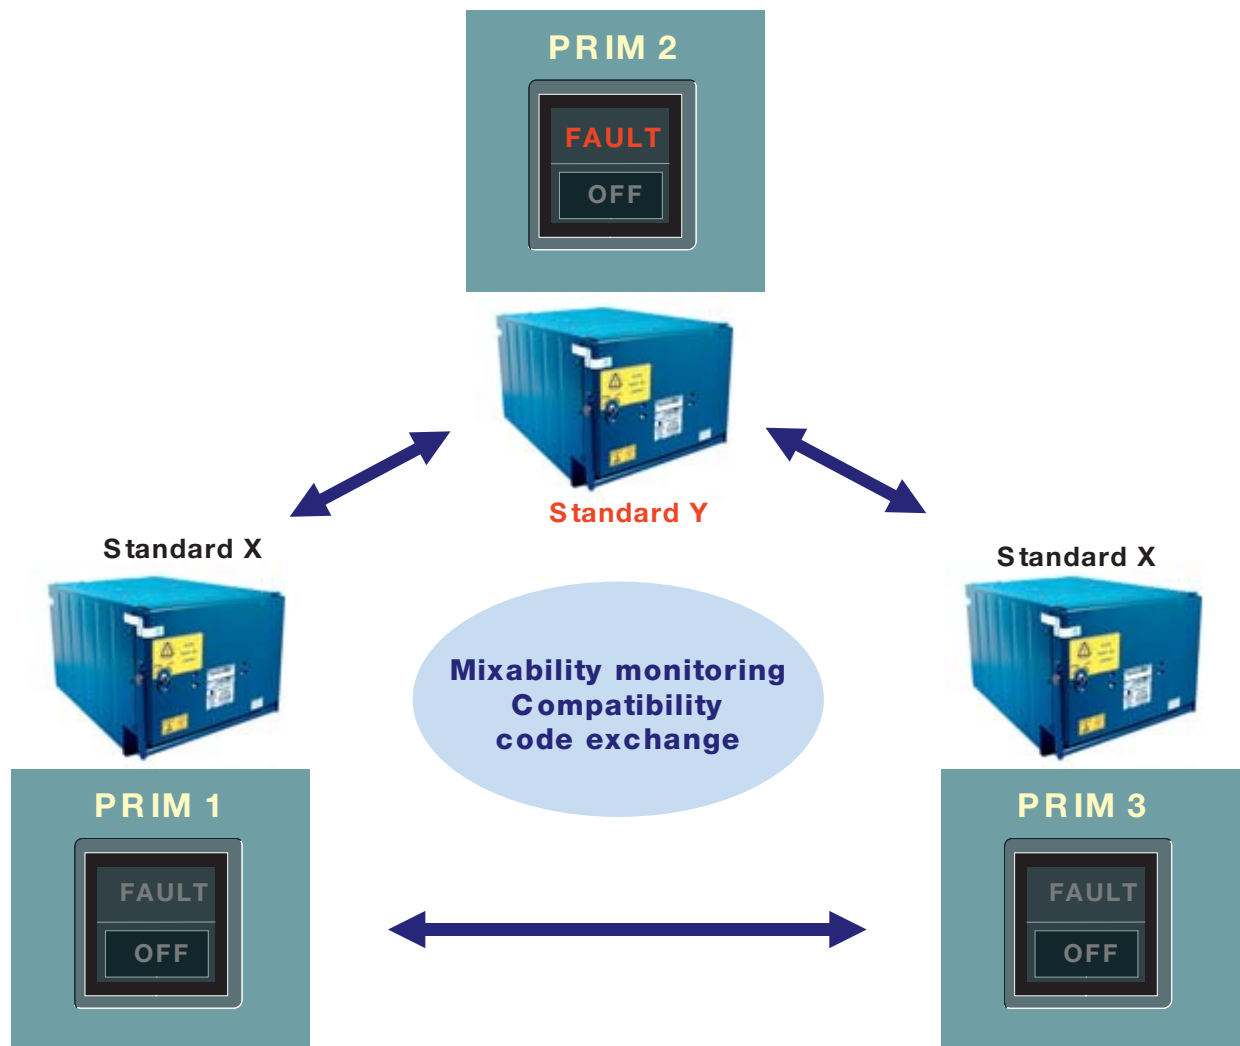 PRIM 2
FAULT
OFF
Standard Y
Standard X
Standard X
Mixability monitoring
Compatibility
code exchange
PRIM 1
FAULT
OFF
PRIM 3
FAULT
OFF